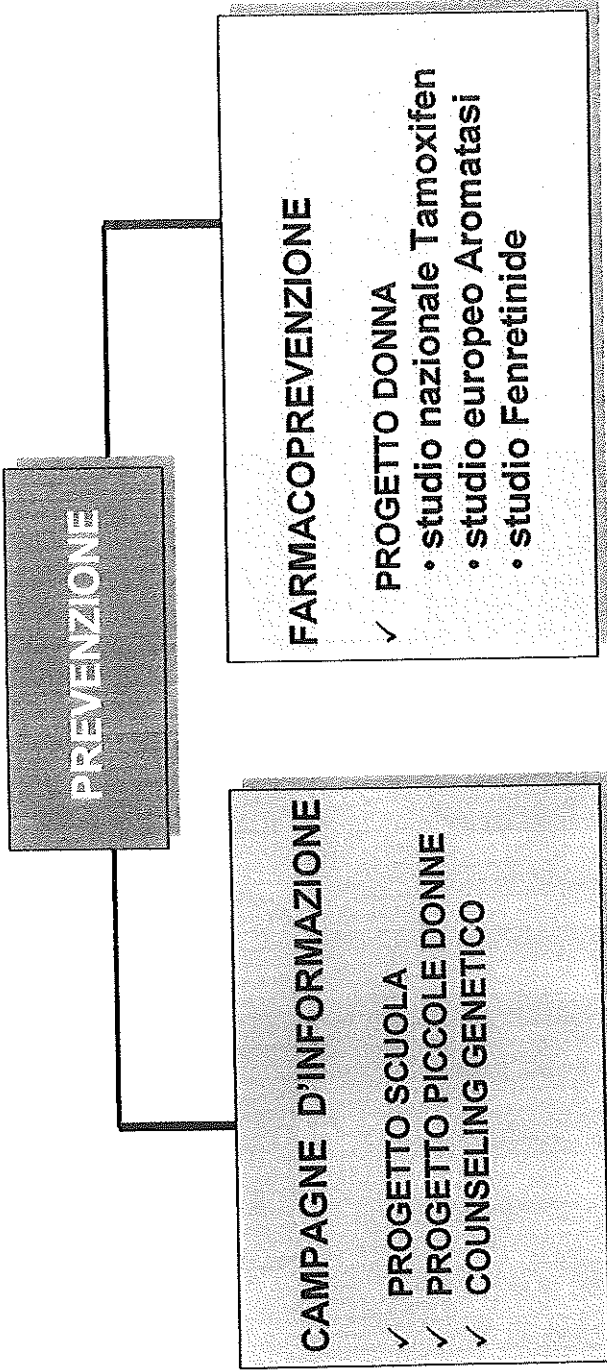 PREVENZIONE
CAMPAGNE D'INFORMAZIONE
✓ PROGETTO SCUOLA
✓ PROGETTO PICCOLE DONNE
✓ COUNSELING GENETICO
FARMACOPREVENZIONE
✓ PROGETTO DONNA
• studio nazionale Tamoxifen
• studio europeo Aromatasi
• studio Fenretinide